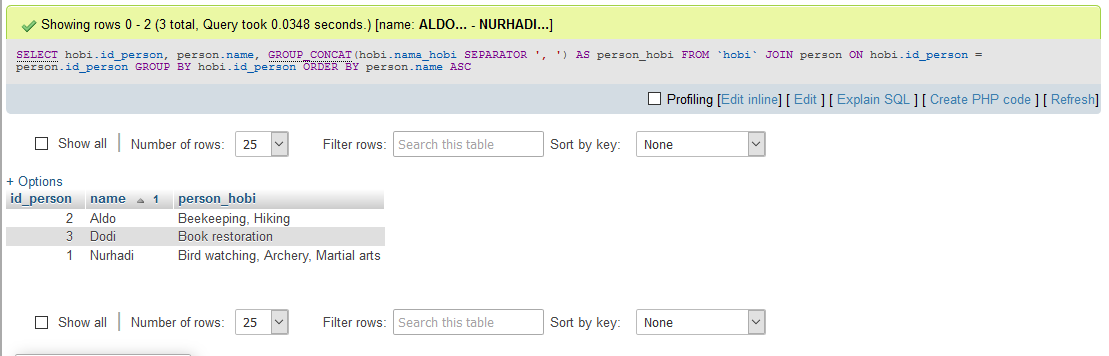 Showing rows 0 - 2 (3 total, Query took 0.0348 seconds.) [name: ALDO... - NURHADI...]
SELECT hobi.id_person, person.name, GROUP_CONCAT(hobi.nama_hobi SEPARATOR ', ') AS person_hobi FROM `hobi` JOIN person ON hobi.id_person =
person.id_person GROUP BY hobi.id_person ORDER BY person.name ASC
Profiling [Edit inline] [ Edit ] [ Explain SQL ] [ Create PHP code ] [ Refresh]
Show all Number of rows: 25 Filter rows: Search this table Sort by key: None
+ Options
id_person name 1 person_hobi
2 Aldo Beekeeping, Hiking
3 Dodi Book restoration
1 Nurhadi Bird watching, Archery, Martial arts
Show all Number of rows: 25 Filter rows: Search this table Sort by key: None